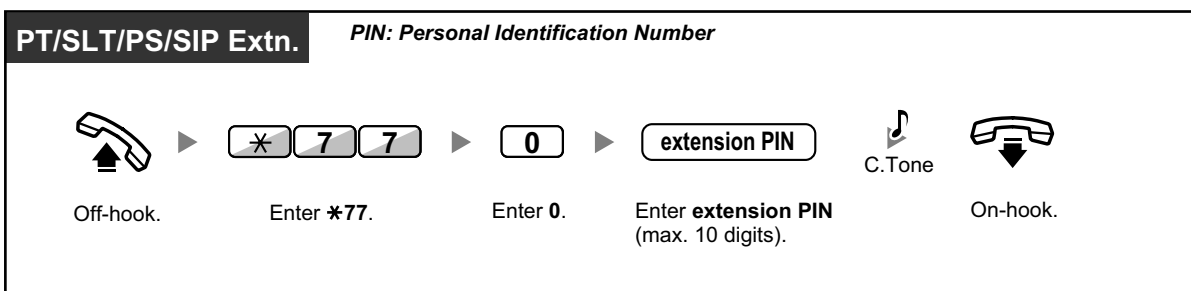 PT/SLT/PS/SIP Extn.
PIN: Personal Identification Number
✳ 7 7
0
extension PIN
C.Tone
Off-hook.
Enter ✳77.
Enter 0.
Enter extension PIN
(max. 10 digits).
On-hook.